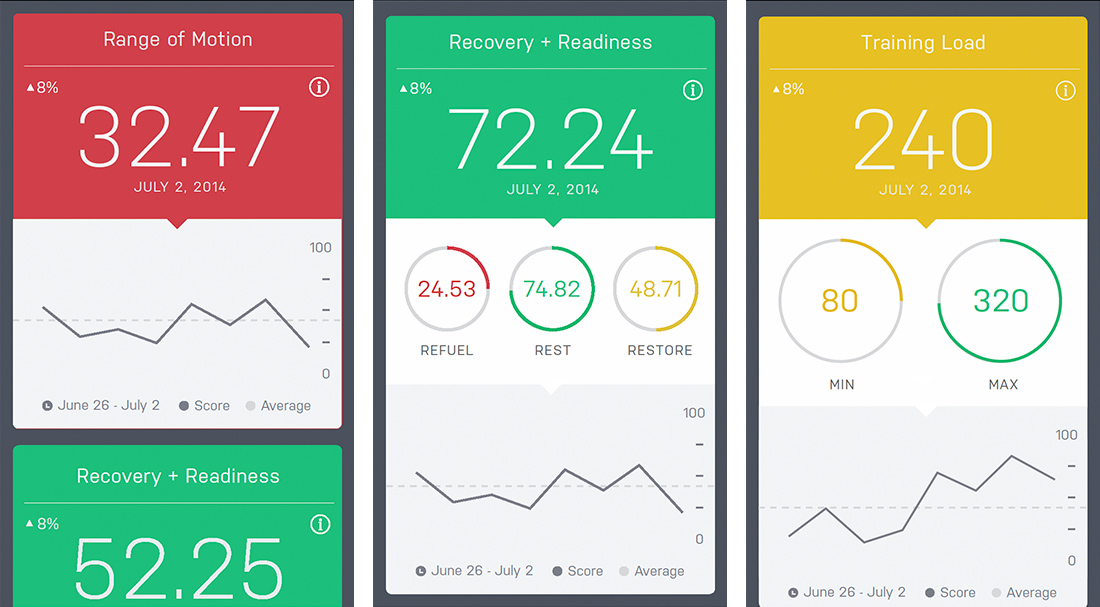 Range of Motion
▲8%
32.47
JULY 2, 2014
100
0
June 26 - July 2 Score Average
Recovery + Readiness
▲8%
52.25
Recovery + Readiness
▲8%
72.24
JULY 2, 2014
24.53 74.82 48.71
REFUEL REST RESTORE
100
0
June 26 - July 2 Score Average
Training Load
▲8%
240
JULY 2, 2014
80 320
MIN MAX
100
0
June 26 - July 2 Score Average